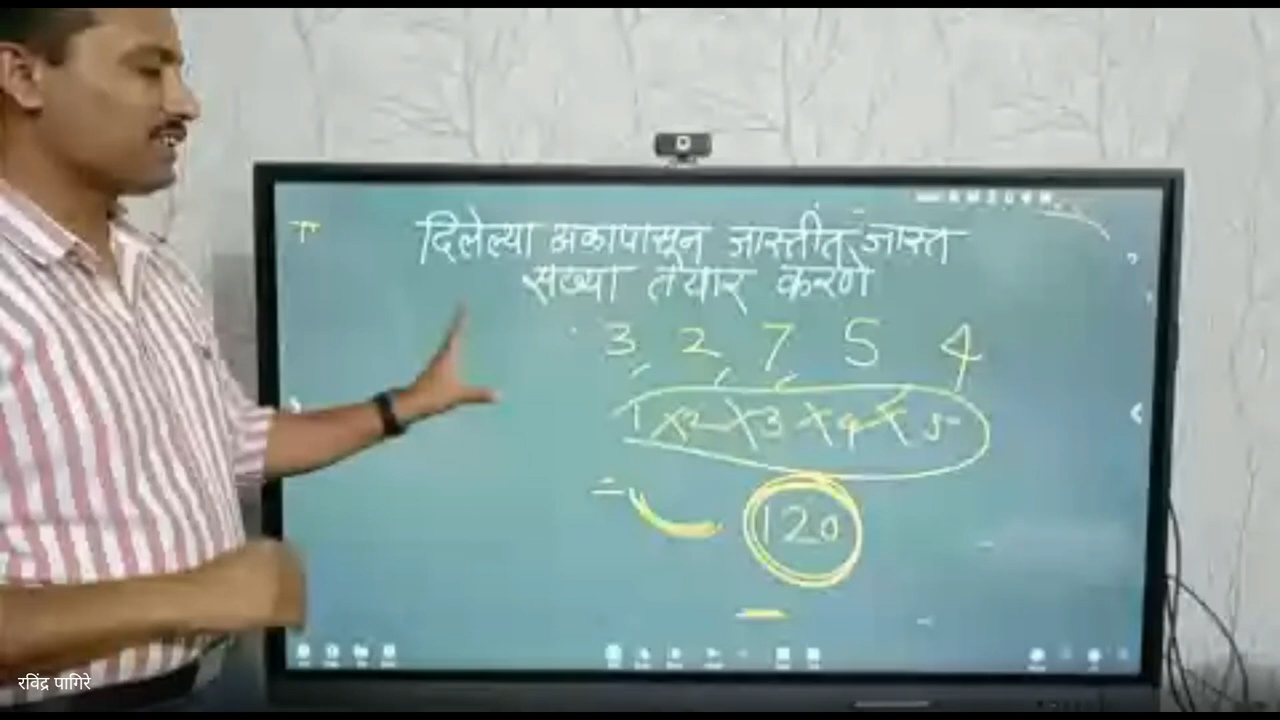 दिलेल्या अंकापासून जास्तीत जास्त
संख्या तयार करणे
3 2 7 5 4
1 x 2 x 3 x 4 x 5
= 120
रविंद्र पागिरे